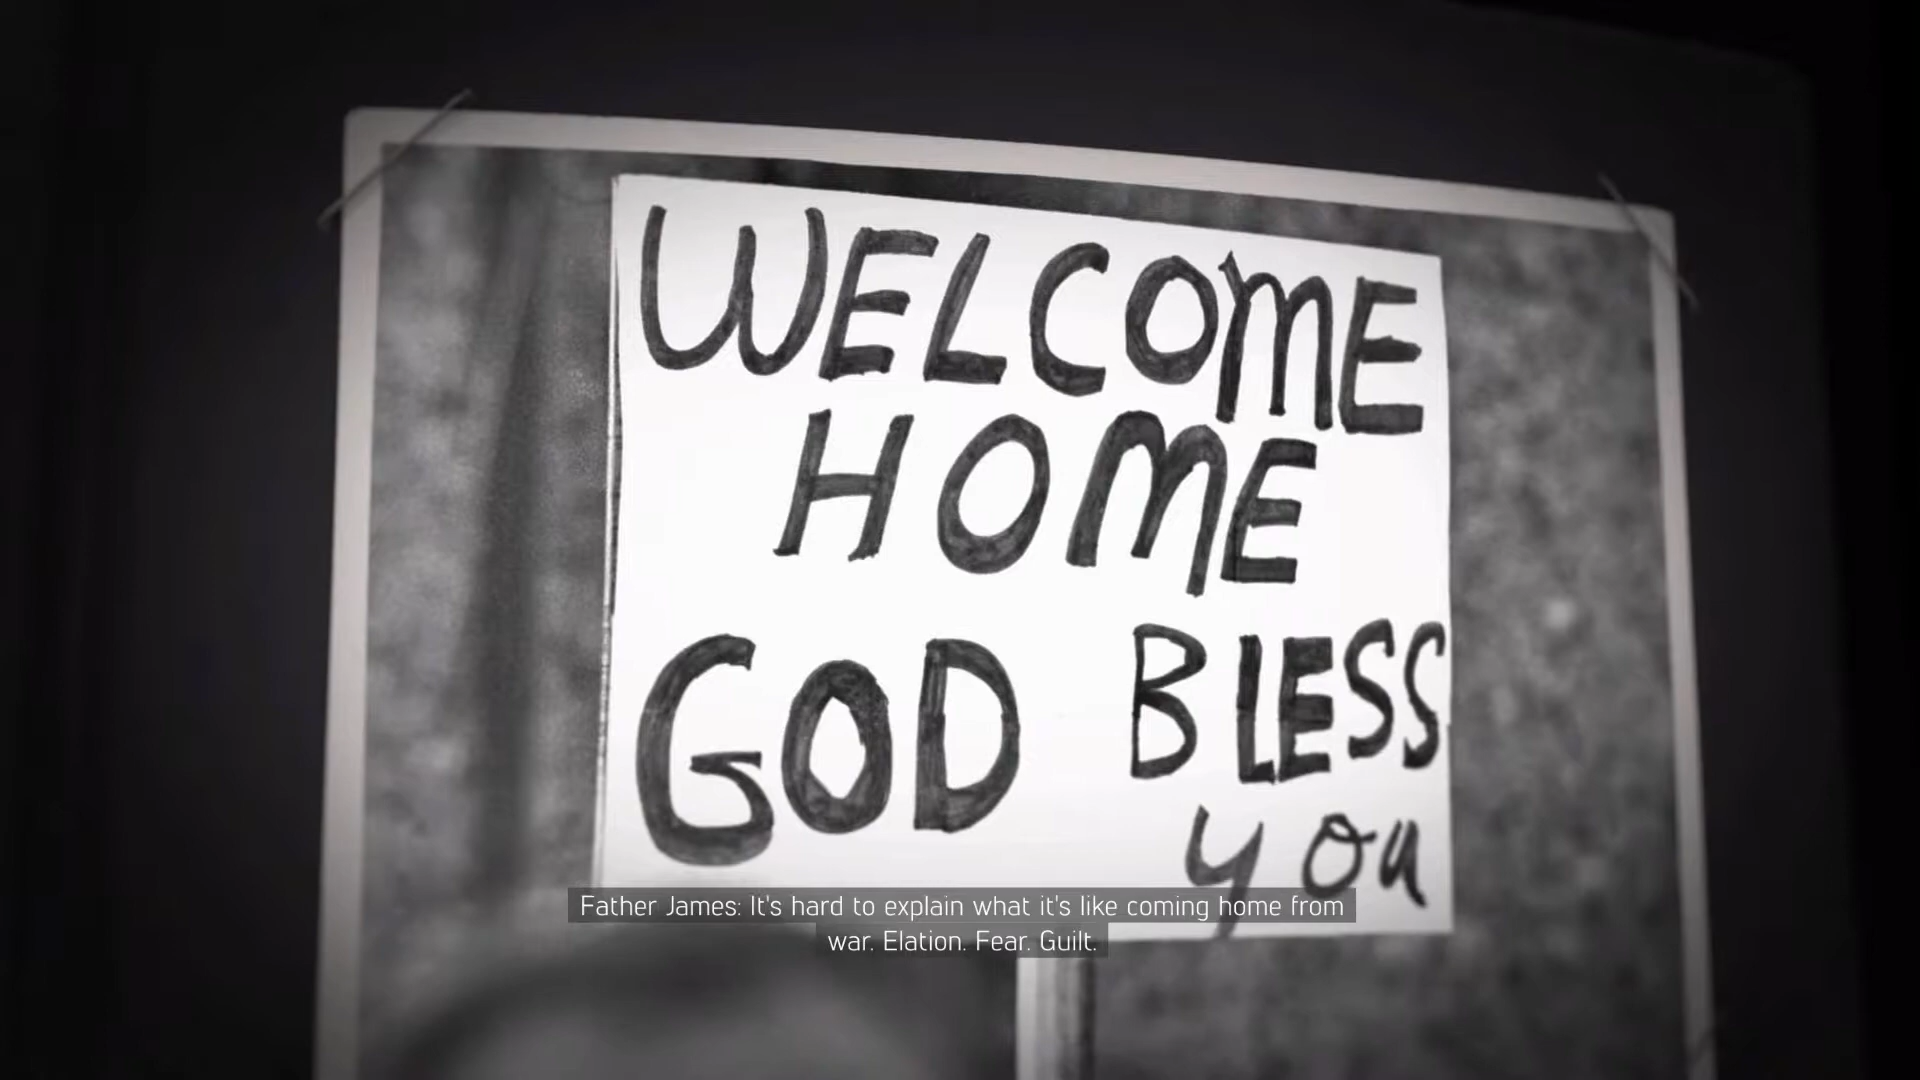 WELCOME
HOME
GOD BLESS
you
Father James: It's hard to explain what it's like coming home from
war. Elation. Fear. Guilt.